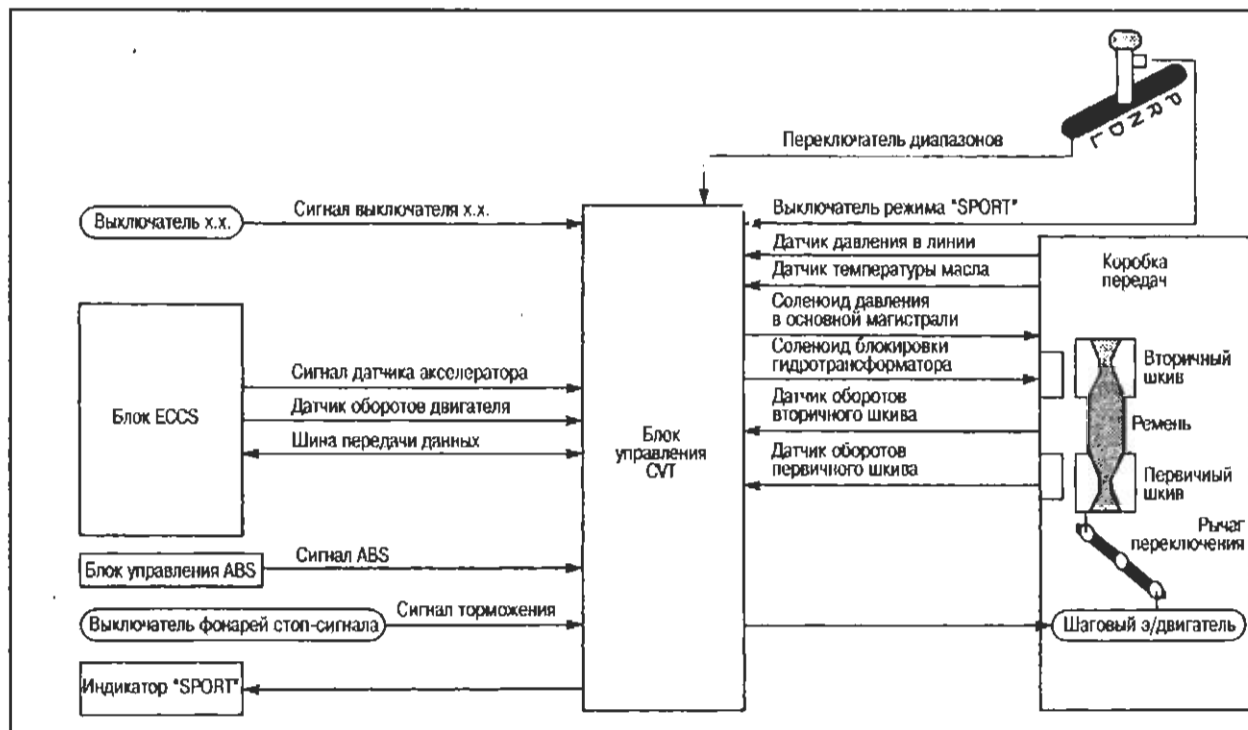 P R N D L
Переключатель диапазонов
Выключатель х.х.
Сигнал выключателя х.х.
Выключатель режима "SPORT"
Датчик давления в линии
Датчик температуры масла
Соленоид давления
в основной магистрали
Соленоид блокировки
гидротрансформатора
Датчик оборотов
вторичного шкива
Датчик оборотов
первичного шкива
Коробка
передач
Вторичный
шкив
Ремень
Первичный
шкив
Рычаг
переключения
Шаговый э/двигатель
Блок ECCS
Сигнал датчика акселератора
Датчик оборотов двигателя
Шина передачи данных
Блок
управления
CVT
Блок управления ABS
Сигнал ABS
Выключатель фонарей стоп-сигнала
Сигнал торможения
Индикатор "SPORT"